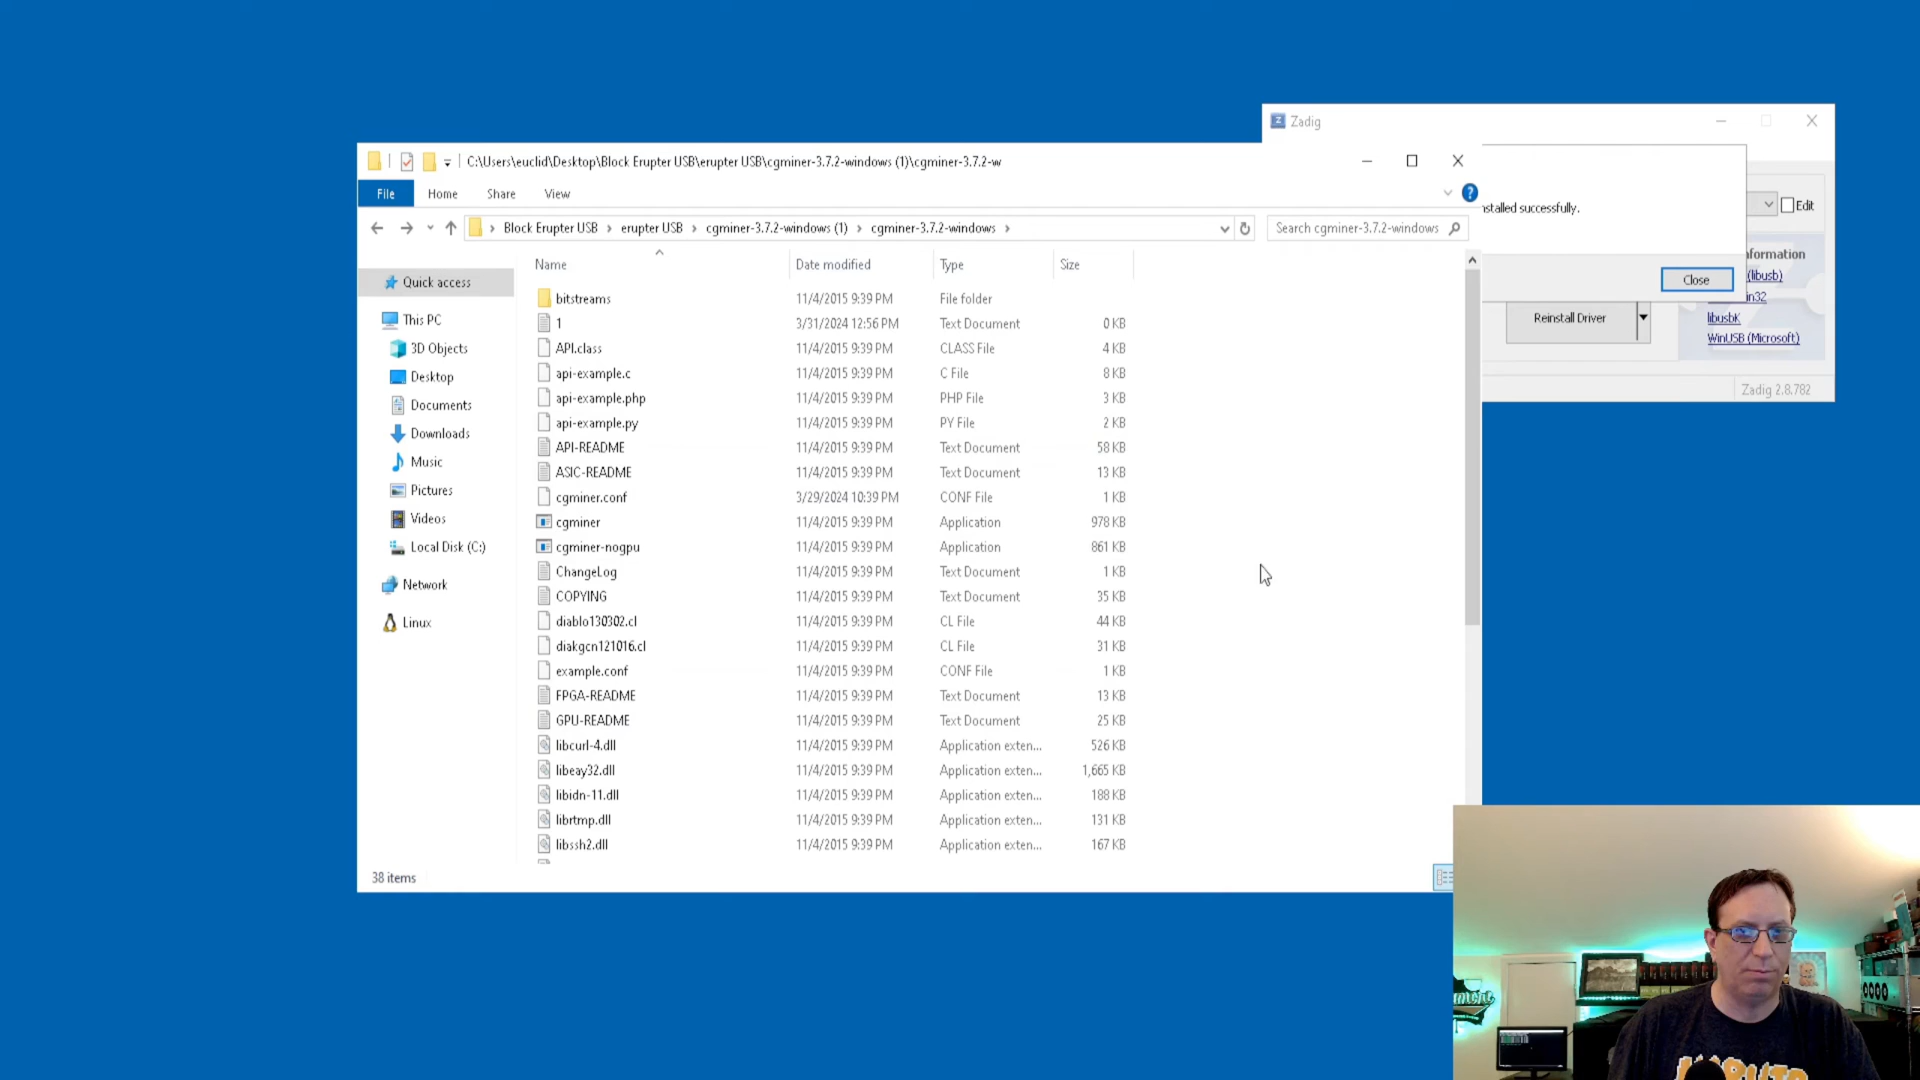 Zadig
C:\Users\euclid\Desktop\Block Erupter USB\erupter USB\cgminer-3.7.2-windows (1)\cgminer-3.7.2-w
File Home Share View
Block Erupter USB erupter USB cgminer-3.7.2-windows (1) cgminer-3.7.2-windows
Search cgminer-3.7.2-windows
stalled successfully.
Edit
formation
Close
(libusb)
in32
Reinstall Driver
libusbK
WinUSB (Microsoft)
Zadig 2.8.782
Quick access
This PC
3D Objects
Desktop
Documents
Downloads
Music
Pictures
Videos
Local Disk (C:)
Network
Linux
Name Date modified Type Size
bitstreams 11/4/2015 9:39 PM File folder
1 3/31/2024 12:56 PM Text Document 0 KB
API.class 11/4/2015 9:39 PM CLASS File 4 KB
api-example.c 11/4/2015 9:39 PM C File 8 KB
api-example.php 11/4/2015 9:39 PM PHP File 3 KB
api-example.py 11/4/2015 9:39 PM PY File 2 KB
API-README 11/4/2015 9:39 PM Text Document 58 KB
ASIC-README 11/4/2015 9:39 PM Text Document 13 KB
cgminer.conf 3/29/2024 10:39 PM CONF File 1 KB
cgminer 11/4/2015 9:39 PM Application 978 KB
cgminer-nogpu 11/4/2015 9:39 PM Application 861 KB
ChangeLog 11/4/2015 9:39 PM Text Document 1 KB
COPYING 11/4/2015 9:39 PM Text Document 35 KB
diablo130302.cl 11/4/2015 9:39 PM CL File 44 KB
diakgcn121016.cl 11/4/2015 9:39 PM CL File 31 KB
example.conf 11/4/2015 9:39 PM CONF File 1 KB
FPGA-README 11/4/2015 9:39 PM Text Document 13 KB
GPU-README 11/4/2015 9:39 PM Text Document 25 KB
libcurl-4.dll 11/4/2015 9:39 PM Application exten... 526 KB
libeay32.dll 11/4/2015 9:39 PM Application exten... 1,665 KB
libidn-11.dll 11/4/2015 9:39 PM Application exten... 188 KB
librtmp.dll 11/4/2015 9:39 PM Application exten... 131 KB
libssh2.dll 11/4/2015 9:39 PM Application exten... 167 KB
38 items